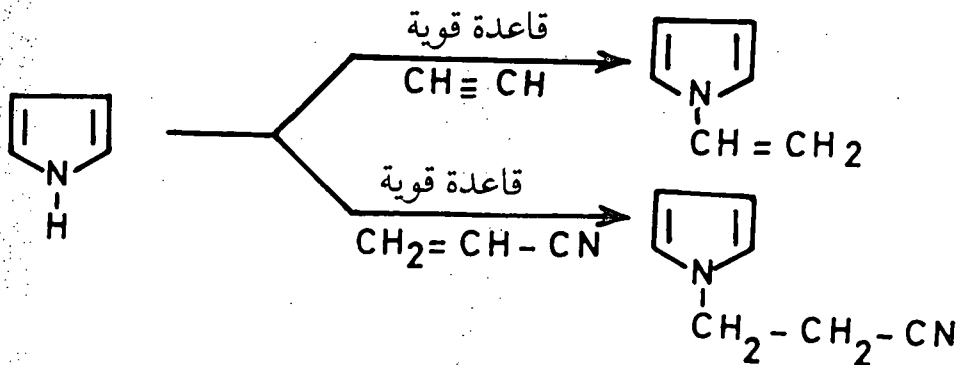 قاعدة قوية
CH≡CH
N
CH=CH2
N
H
قاعدة قوية
CH2=CH-CN
N
CH2-CH2-CN